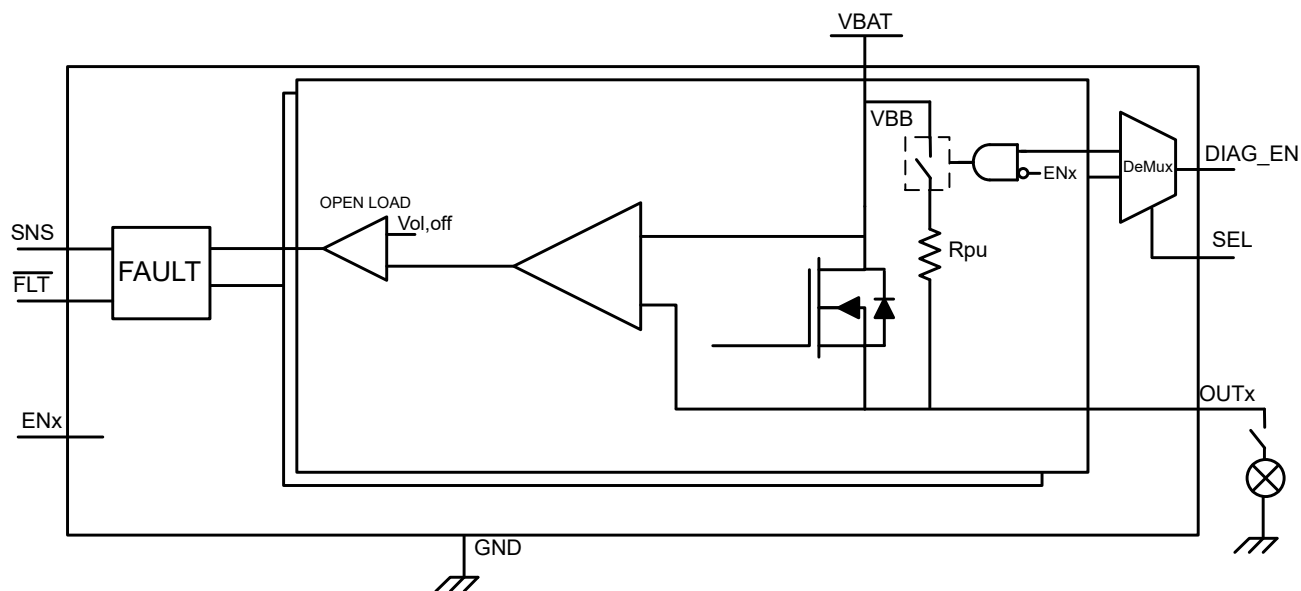 VBAT
VBB
DeMux
DIAG_EN
ENx
OPEN LOAD
Vol,off
SNS
FLT
FAULT
SEL
Rpu
OUTx
ENx
GND